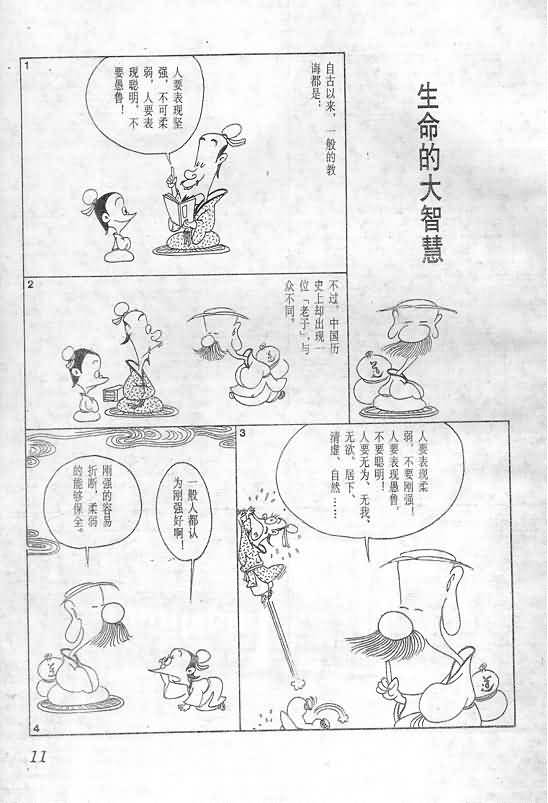 生命的大智慧
1
自古以来，一般的教
诲都是：
人要表现坚
强，不可柔
弱，人要表
现聪明，不
要愚鲁！
2
不过，中国历
史上却出现一
位「老子」，与
众不同。
道
3
人要表现柔
弱，不要刚强！
人要表现愚鲁，
不要聪明！
人要无为、无我、
无欲、居下、
清虚、自然……
道
4
一般人都认
为刚强好啊！
刚强的容易
折断，柔弱
的能够保全。
11